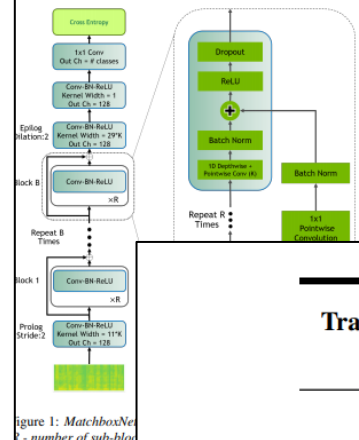 Cross Entropy
1x1 Conv
Out Ch = # classes
Conv-BN-ReLU
Kernel Width = 1
Out Ch = 128
Epilog
Dilation:2
Conv-BN-ReLU
Kernel Width = 29*K
Out Ch = 128
Block B
Conv-BN-ReLU
×R
Repeat B
Times
Block 1
Conv-BN-ReLU
×R
Prolog
Stride:2
Conv-BN-ReLU
Kernel Width = 11*K
Out Ch = 128
Dropout
ReLU
+
Batch Norm
1D Depthwise +
Pointwise Conv (K)
Repeat R
Times
Batch Norm
1x1
Pointwise
Convolution
Tra
igure 1: MatchboxNet
R - number of sub-bloc